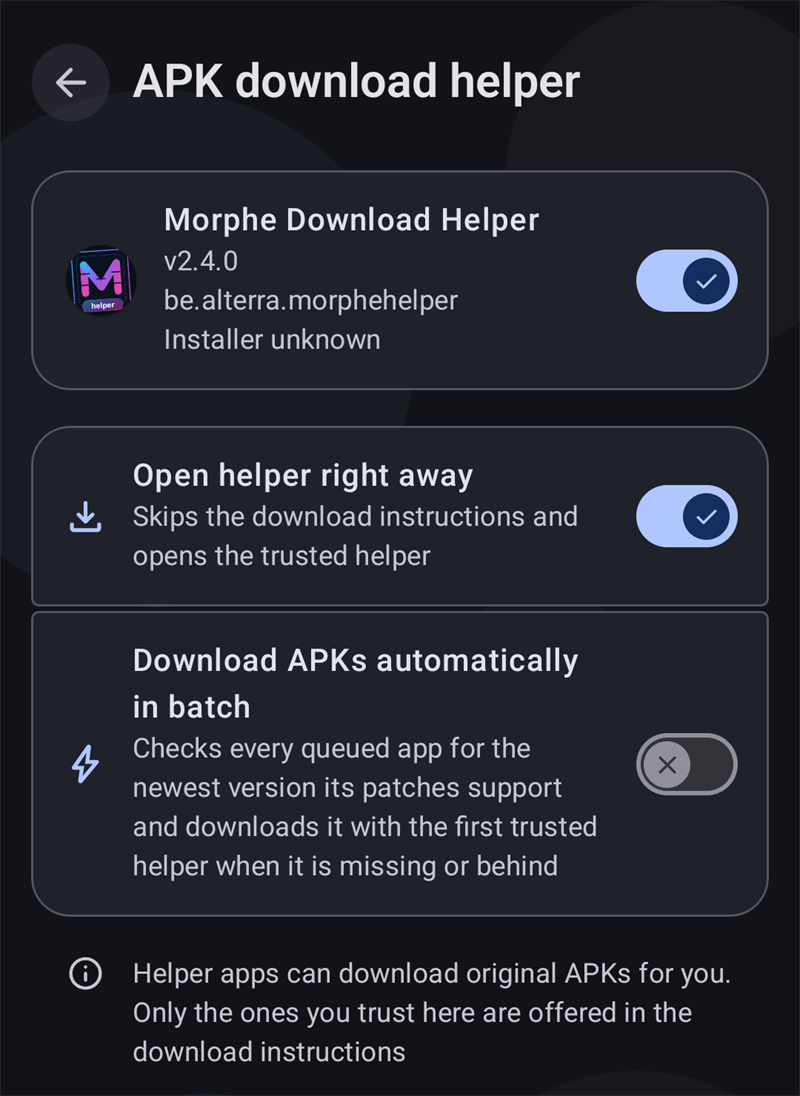 APK download helper
Morphe Download Helper
v2.4.0
be.alterra.morphehelper
Installer unknown
M
helper
Open helper right away
Skips the download instructions and
opens the trusted helper
Download APKs automatically
in batch
Checks every queued app for the
newest version its patches support
and downloads it with the first trusted
helper when it is missing or behind
Helper apps can download original APKs for you.
Only the ones you trust here are offered in the
download instructions